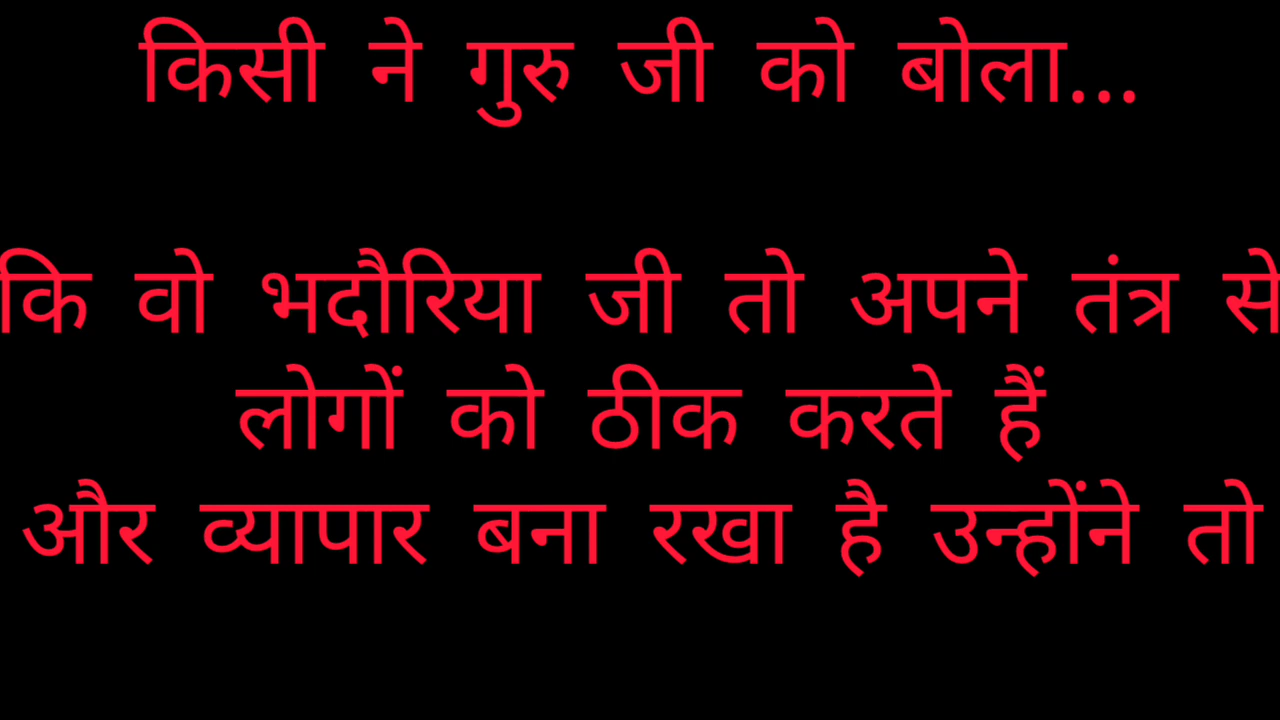 किसी ने गुरु जी को बोला...
कि वो भदौरिया जी तो अपने तंत्र से
लोगों को ठीक करते हैं
और व्यापार बना रखा है उन्होंने तो